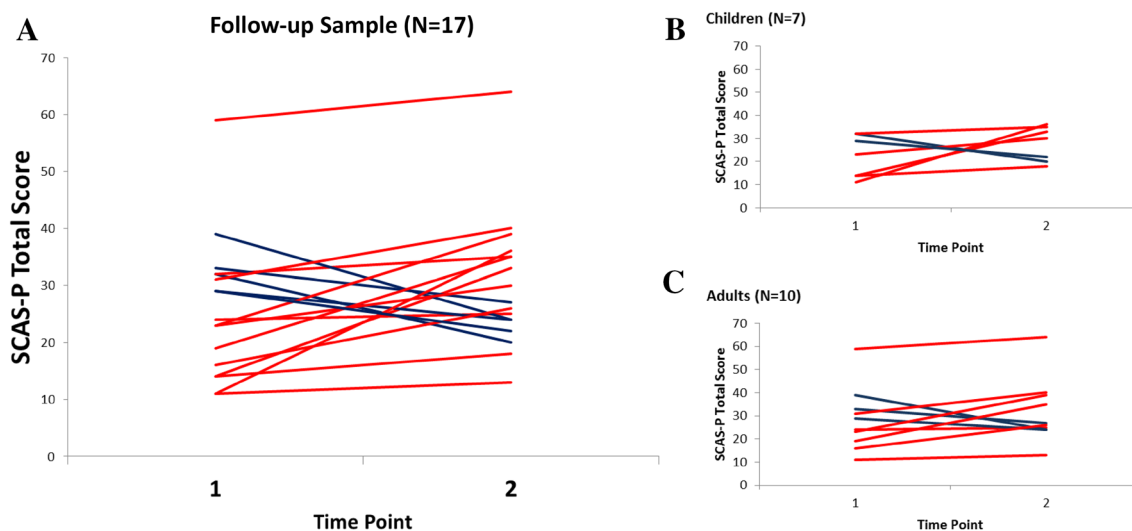 A
Follow-up Sample (N=17)
SCAS-P Total Score
70
60
50
40
30
20
10
0
1
2
Time Point
B
Children (N=7)
SCAS-P Total Score
70
60
50
40
30
20
10
0
1
2
Time Point
C
Adults (N=10)
SCAS-P Total Score
70
60
50
40
30
20
10
0
1
2
Time Point